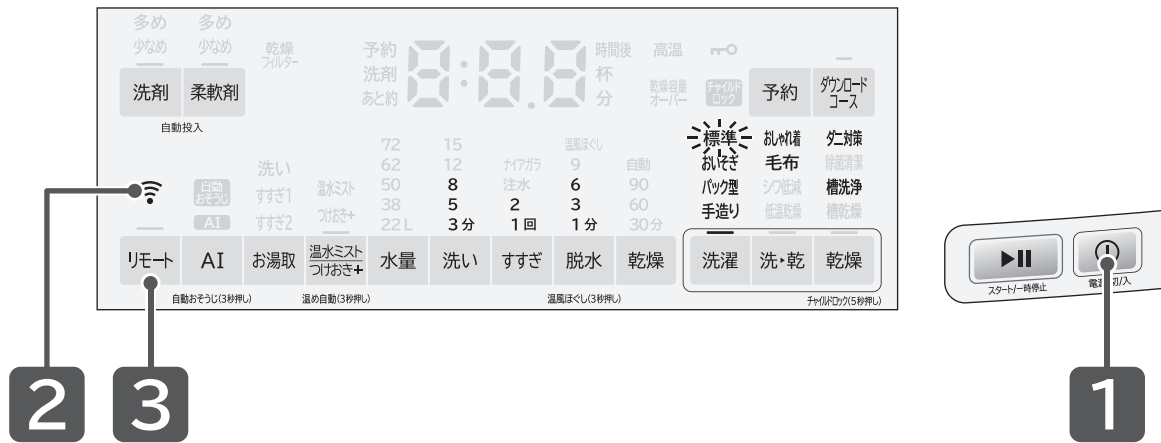 多め 多め
少なめ 少なめ 乾燥フィルター 予約 8:8.8 時間後 高温
洗剤 杯 乾燥容量オーバー チャイルドロック
あと約 分
洗剤 柔軟剤 予約 ダウンロードコース
自動投入
72 15 温風ほぐし 標準 おしゃれ着 ダニ対策
洗い 62 12 ナイアガラ 9 自動 おいそぎ 毛布 除菌清潔
自動おそうじ すすぎ1 温水ミスト 50 8 注水 6 90 パック型 シワ低減 槽洗浄
38 5 2 3 60 手造り 低温乾燥 槽乾燥
AI すすぎ2 つけおき+ 22L 3分 1回 1分 30分
リモート AI お湯取 温水ミスト つけおき+ 水量 洗い すすぎ 脱水 乾燥 洗濯 洗・乾 乾燥
自動おそうじ(3秒押し) 温め自動(3秒押し) 温風ほぐし(3秒押し) チャイルドロック(5秒押し)
スタート/一時停止 電源 切/入
2 3 1